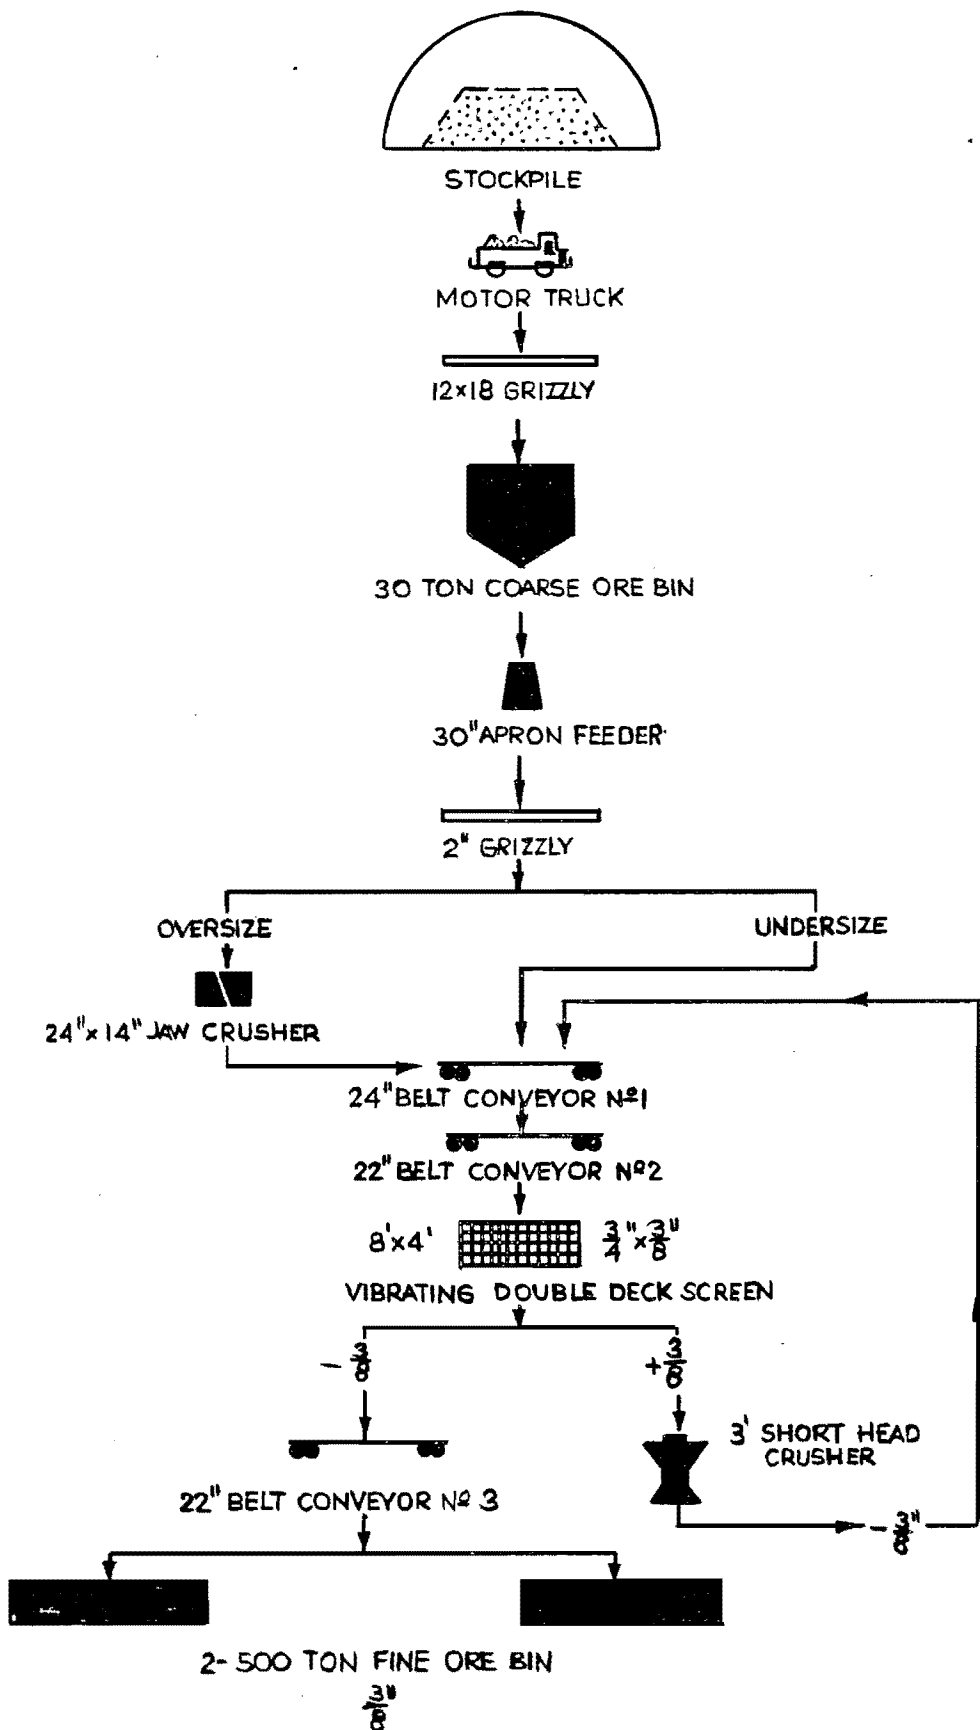 STOCKPILE
MOTOR TRUCK
12×18 GRIZZLY
30 TON COARSE ORE BIN
30" APRON FEEDER
2" GRIZZLY
OVERSIZE
UNDERSIZE
24"×14" JAW CRUSHER
24" BELT CONVEYOR Nº1
22" BELT CONVEYOR Nº2
8'×4'
3/4"×3/8"
VIBRATING DOUBLE DECK SCREEN
- 3/8
+ 3/8
3' SHORT HEAD
CRUSHER
22" BELT CONVEYOR Nº 3
- 3/8"
2-500 TON FINE ORE BIN
3/8"